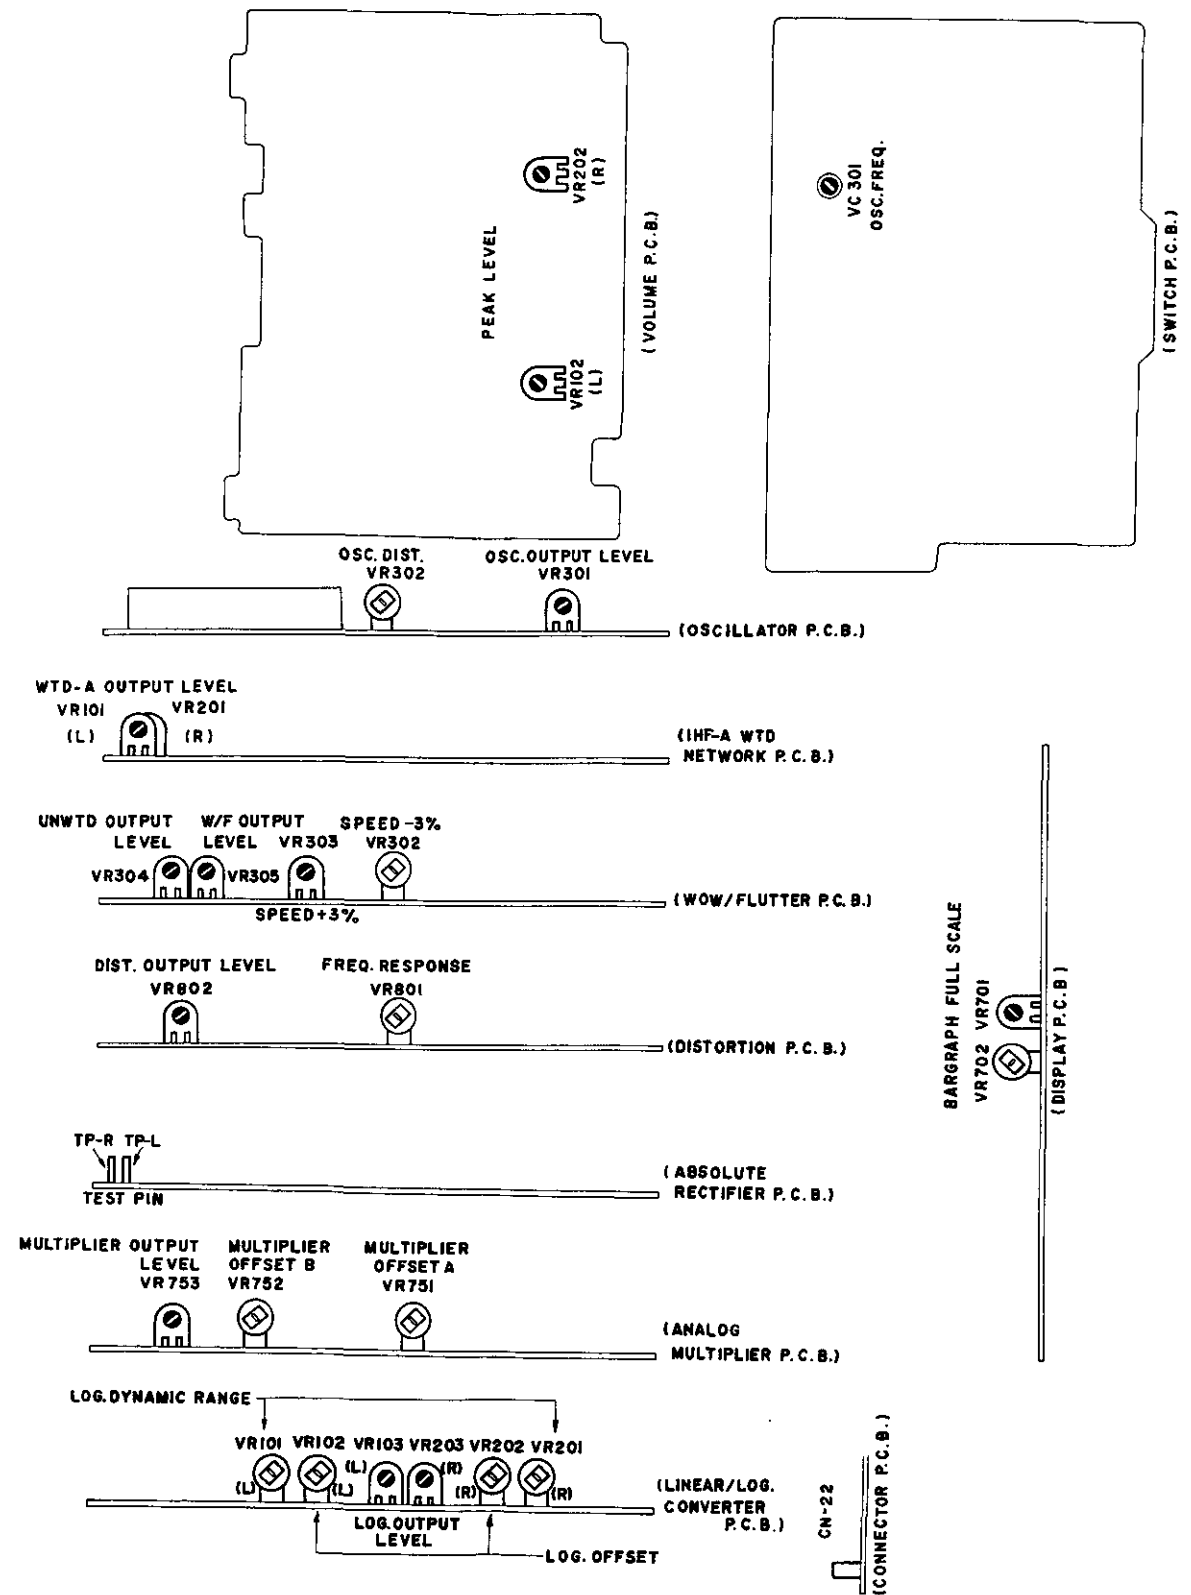 PEAK LEVEL
VR202
(R)
VR102
(L)
(VOLUME P.C.B.)
VC 301
OSC.FREQ.
(SWITCH P.C.B.)
OSC. DIST.
VR302
OSC.OUTPUT LEVEL
VR301
(OSCILLATOR P.C.B.)
WTD-A OUTPUT LEVEL
VR101
VR201
(L)
(R)
(IHF-A WTD
NETWORK P.C.B.)
UNWTD OUTPUT
LEVEL
W/F OUTPUT
LEVEL
VR303
SPEED-3%
VR302
VR304
VR305
SPEED+3%
(WOW/FLUTTER P.C.B.)
DIST. OUTPUT LEVEL
VR802
FREQ. RESPONSE
VR801
(DISTORTION P.C.B.)
BARGRAPH FULL SCALE
VR702 VR701
(DISPLAY P.C.B)
TP-R TP-L
TEST PIN
(ABSOLUTE
RECTIFIER P.C.B.)
MULTIPLIER OUTPUT
LEVEL
VR753
MULTIPLIER
OFFSET B
VR752
MULTIPLIER
OFFSET A
VR751
(ANALOG
MULTIPLIER P.C.B.)
LOG.DYNAMIC RANGE
VR101 VR102 VR103 VR203 VR202 VR201
(L)
(L)
(L)
(R)
(R)
(R)
LOG.OUTPUT
LEVEL
LOG. OFFSET
(LINEAR/LOG.
CONVERTER
P.C.B.)
CN-22
(CONNECTOR P.C.B.)